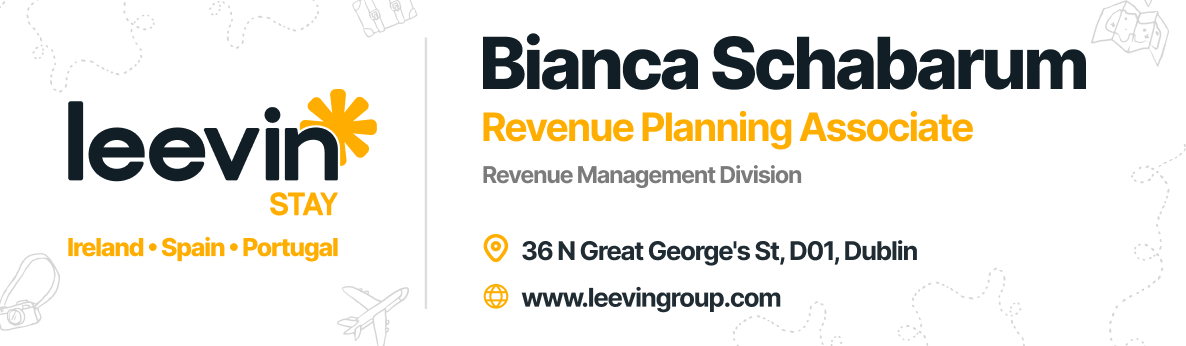 leevin
STAY
Ireland • Spain • Portugal
Bianca Schabarum
Revenue Planning Associate
Revenue Management Division
36 N Great George's St, D01, Dublin
www.leevingroup.com